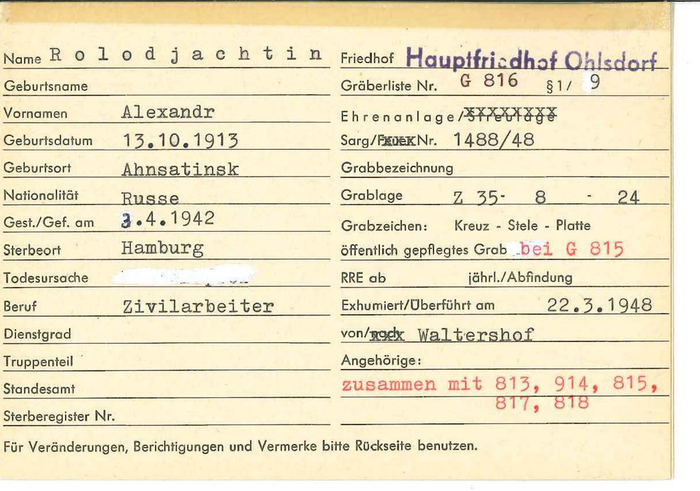 Name Rolodjachtin
Geburtsname
Vornamen Alexandr
Geburtsdatum 13.10.1913
Geburtsort Ahnsatinsk
Nationalität Russe
Gest./Gef. am 3.4.1942
Sterbeort Hamburg
Todesursache
Beruf Zivilarbeiter
Dienstgrad
Truppenteil
Standesamt
Sterberegister Nr.
Friedhof Hauptfriedhof Ohlsdorf
Gräberliste Nr. G 816 §1/ 9
Ehrenanlage/Streulage
Sarg/Nr. 1488/48
Grabbezeichnung
Grablage Z 35- 8 - 24
Grabzeichen: Kreuz - Stele - Platte
öffentlich gepflegtes Grab bei G 815
RRE ab jährl./Abfindung
Exhumiert/Überführt am 22.3.1948
von/nach Waltershof
Angehörige:
zusammen mit 813, 914, 815,
817, 818
Für Veränderungen, Berichtigungen und Vermerke bitte Rückseite benutzen.